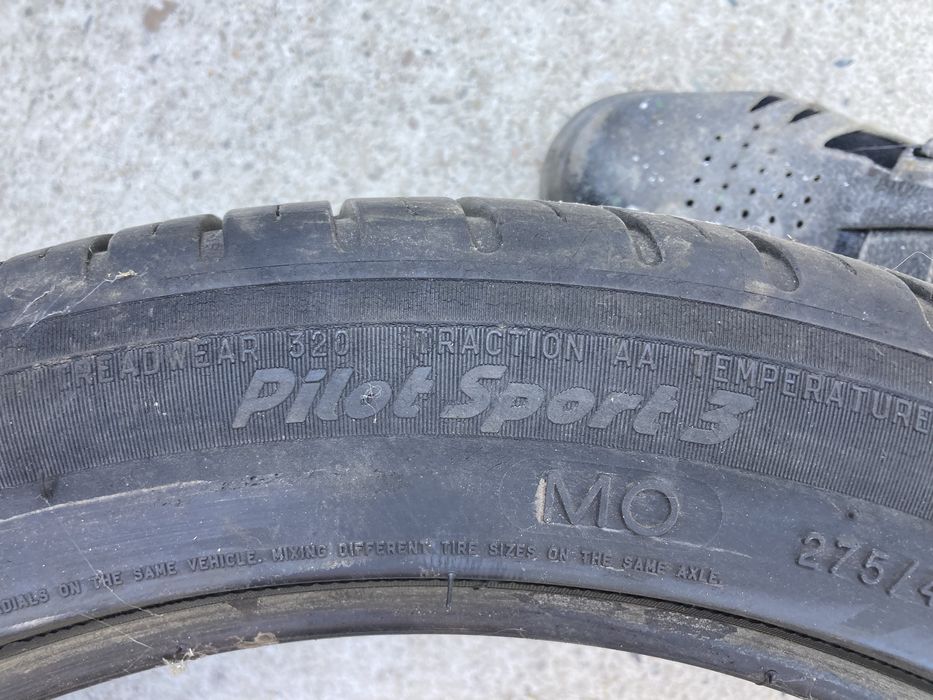 TREADWEAR 320 TRACTION AA TEMPERATURE
Pilot Sport 3
MO
275/4
RADIALS ON THE SAME VEHICLE. MIXING DIFFERENT TIRE SIZES ON THE SAME AXLE.